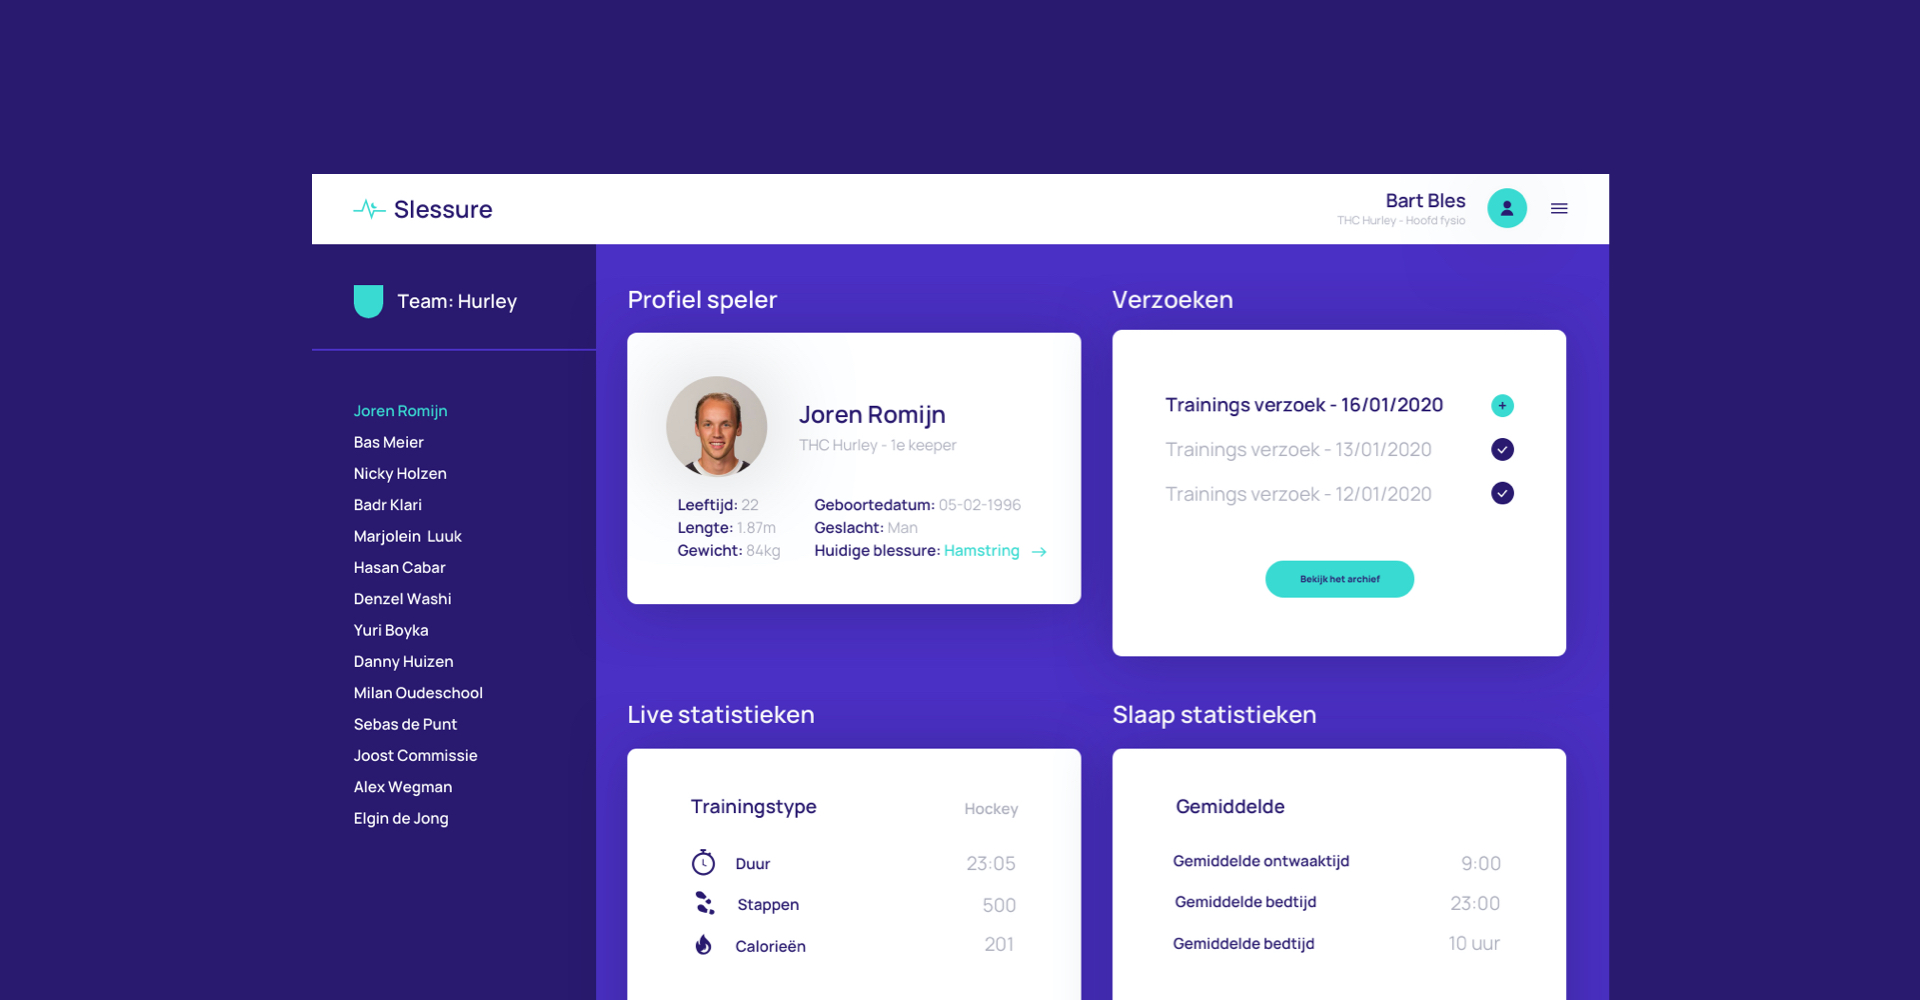 Slessure
Bart Bles
THC Hurley - Hoofd fysio
Team: Hurley
Joren Romijn
Bas Meier
Nicky Holzen
Badr Klari
Marjolein Luuk
Hasan Cabar
Denzel Washi
Yuri Boyka
Danny Huizen
Milan Oudeschool
Sebas de Punt
Joost Commissie
Alex Wegman
Elgin de Jong
Profiel speler
Joren Romijn
THC Hurley - 1e keeper
Leeftijd: 22
Lengte: 1.87m
Gewicht: 84kg
Geboortedatum: 05-02-1996
Geslacht: Man
Huidige blessure: Hamstring →
Verzoeken
Trainings verzoek - 16/01/2020
Trainings verzoek - 13/01/2020
Trainings verzoek - 12/01/2020
Bekijk het archief
Live statistieken
Trainingstype Hockey
Duur 23:05
Stappen 500
Calorieën 201
Slaap statistieken
Gemiddelde
Gemiddelde ontwaaktijd 9:00
Gemiddelde bedtijd 23:00
Gemiddelde bedtijd 10 uur